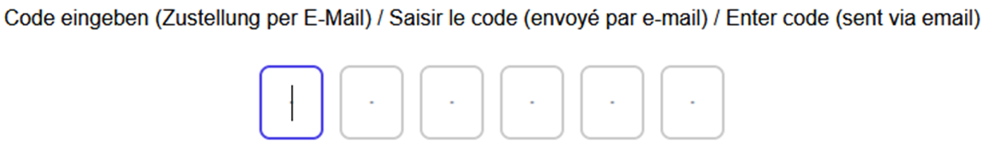 Code eingeben (Zustellung per E-Mail) / Saisir le code (envoyé par e-mail) / Enter code (sent via email)